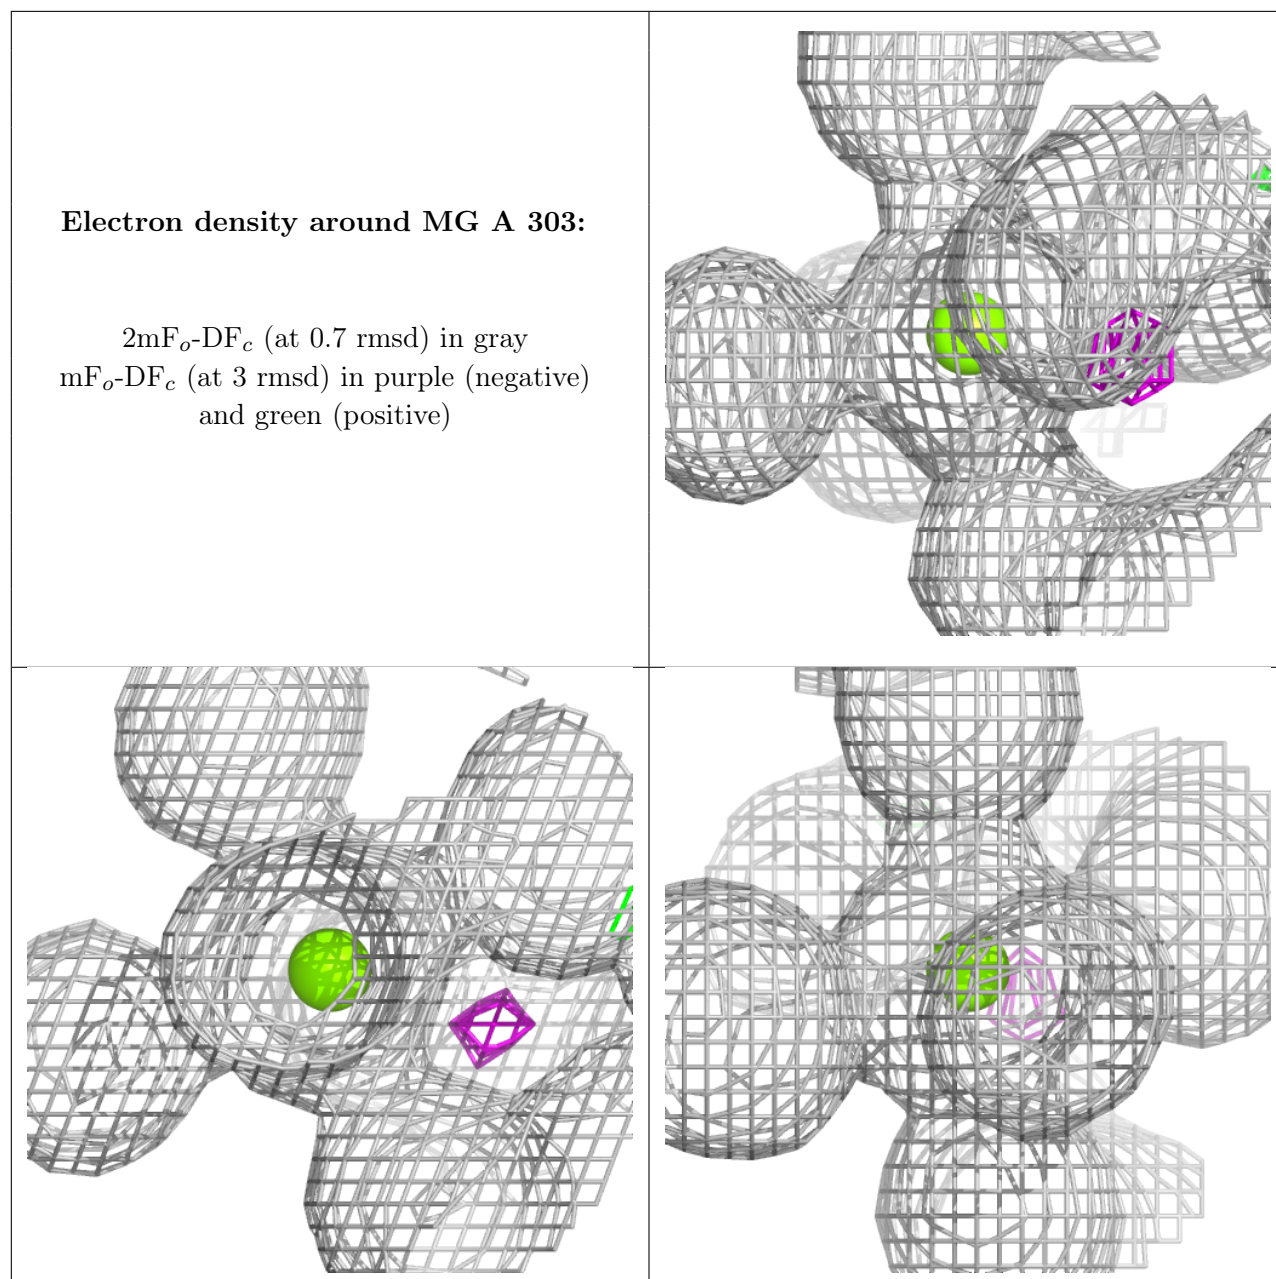 Electron density around MG A 303:
2mFo-DFc (at 0.7 rmsd) in gray
mFo-DFc (at 3 rmsd) in purple (negative)
and green (positive)